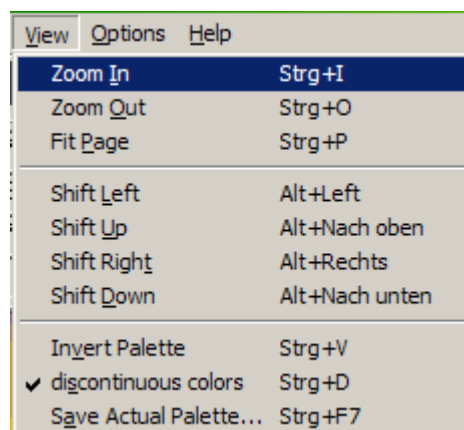 View Options Help
Zoom In Strg+I
Zoom Out Strg+O
Fit Page Strg+P
Shift Left Alt+Left
Shift Up Alt+Nach oben
Shift Right Alt+Rechts
Shift Down Alt+Nach unten
Invert Palette Strg+V
discontinuous colors Strg+D
Save Actual Palette... Strg+F7